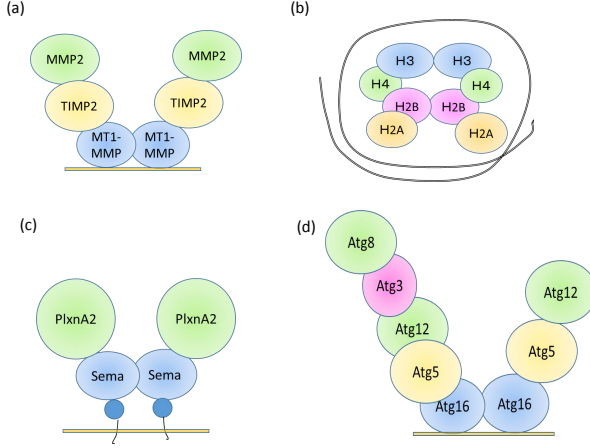 (a)
MMP2
MMP2
TIMP2
TIMP2
MT1-
MMP
MT1-
MMP
(b)
H3
H3
H4
H4
H2B
H2B
H2A
H2A
(c)
PlxnA2
PlxnA2
Sema
Sema
(d)
Atg8
Atg3
Atg12
Atg12
Atg5
Atg5
Atg16
Atg16